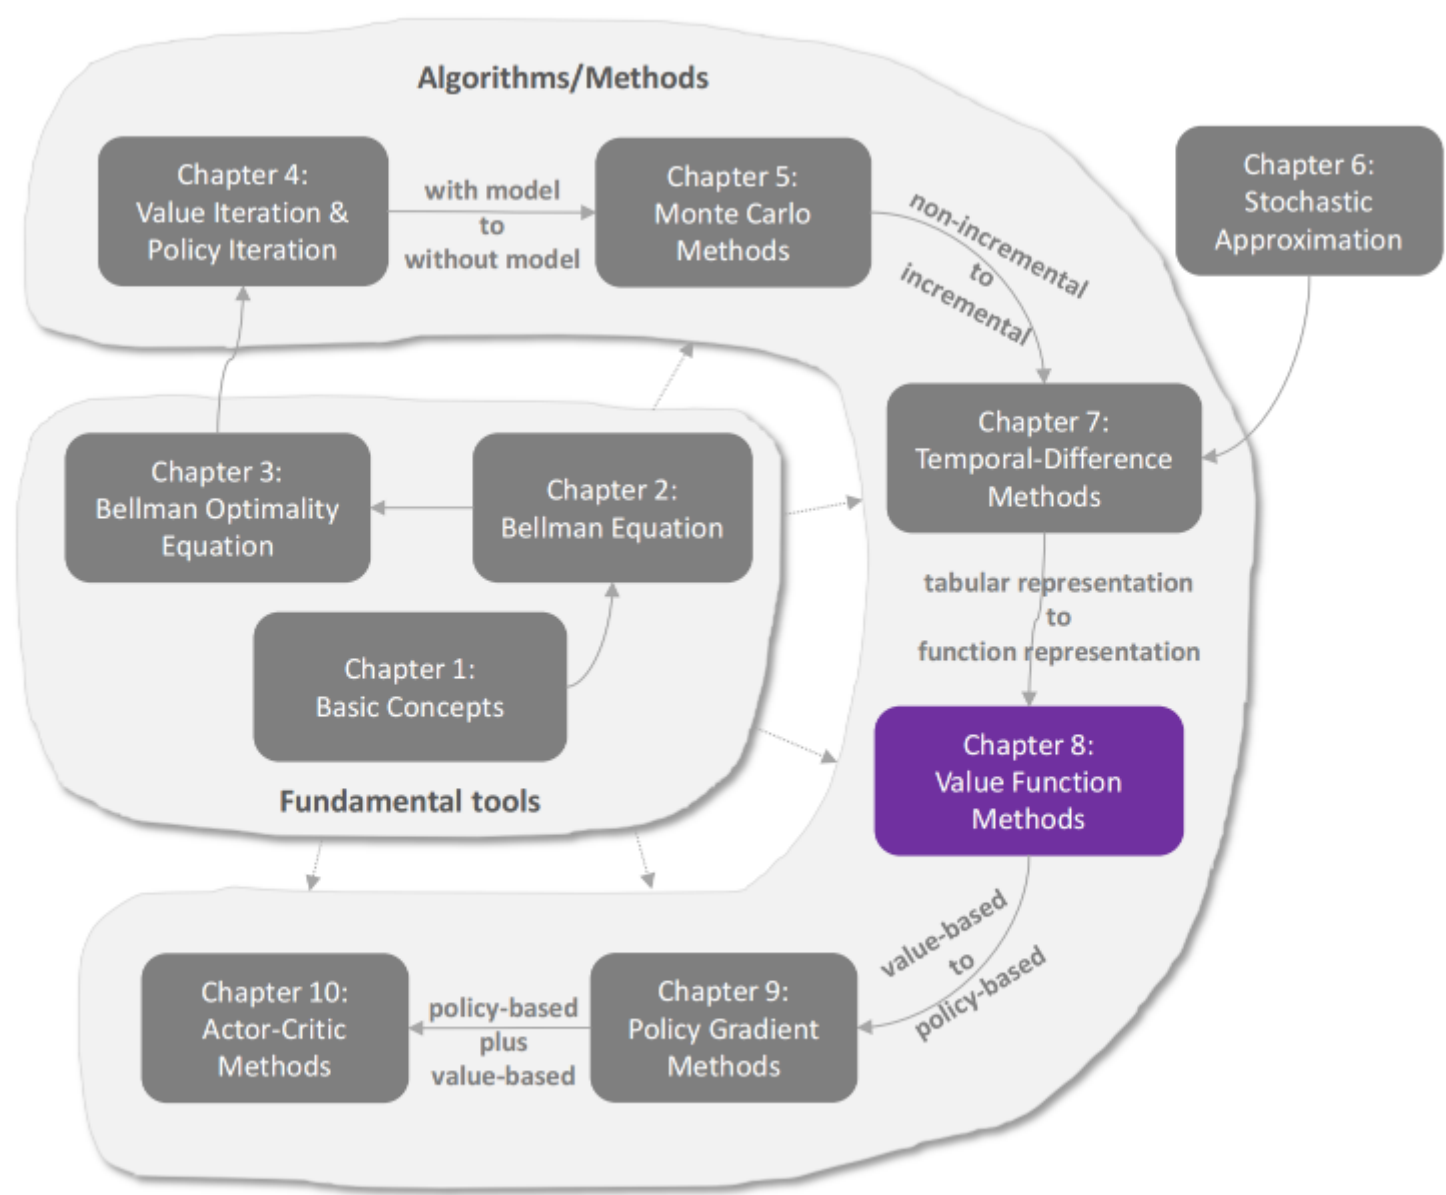 Algorithms/Methods
Chapter 4:
Value Iteration &
Policy Iteration
with model
to
without model
Chapter 5:
Monte Carlo
Methods
non-incremental
to
incremental
Chapter 6:
Stochastic
Approximation
Chapter 7:
Temporal-Difference
Methods
Chapter 3:
Bellman Optimality
Equation
Chapter 2:
Bellman Equation
Chapter 1:
Basic Concepts
Fundamental tools
tabular representation
to
function representation
Chapter 8:
Value Function
Methods
value-based
to
policy-based
Chapter 9:
Policy Gradient
Methods
policy-based
plus
value-based
Chapter 10:
Actor-Critic
Methods